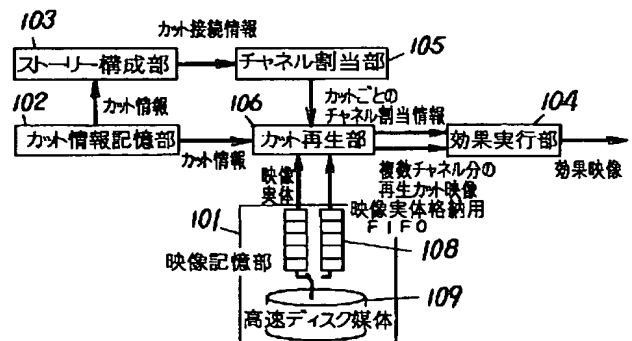 103
カット接続情報
105
ストーリー構成部
チャネル割当部
102
カット情報
106
カットごとの
チャネル割当情報
104
カット情報記憶部
カット再生部
効果実行部
カット情報
効果映像
映像
実体
複数チャネル分の
再生カット映像
101
映像実体格納用
FIFO
108
映像記憶部
109
高速ディスク媒体